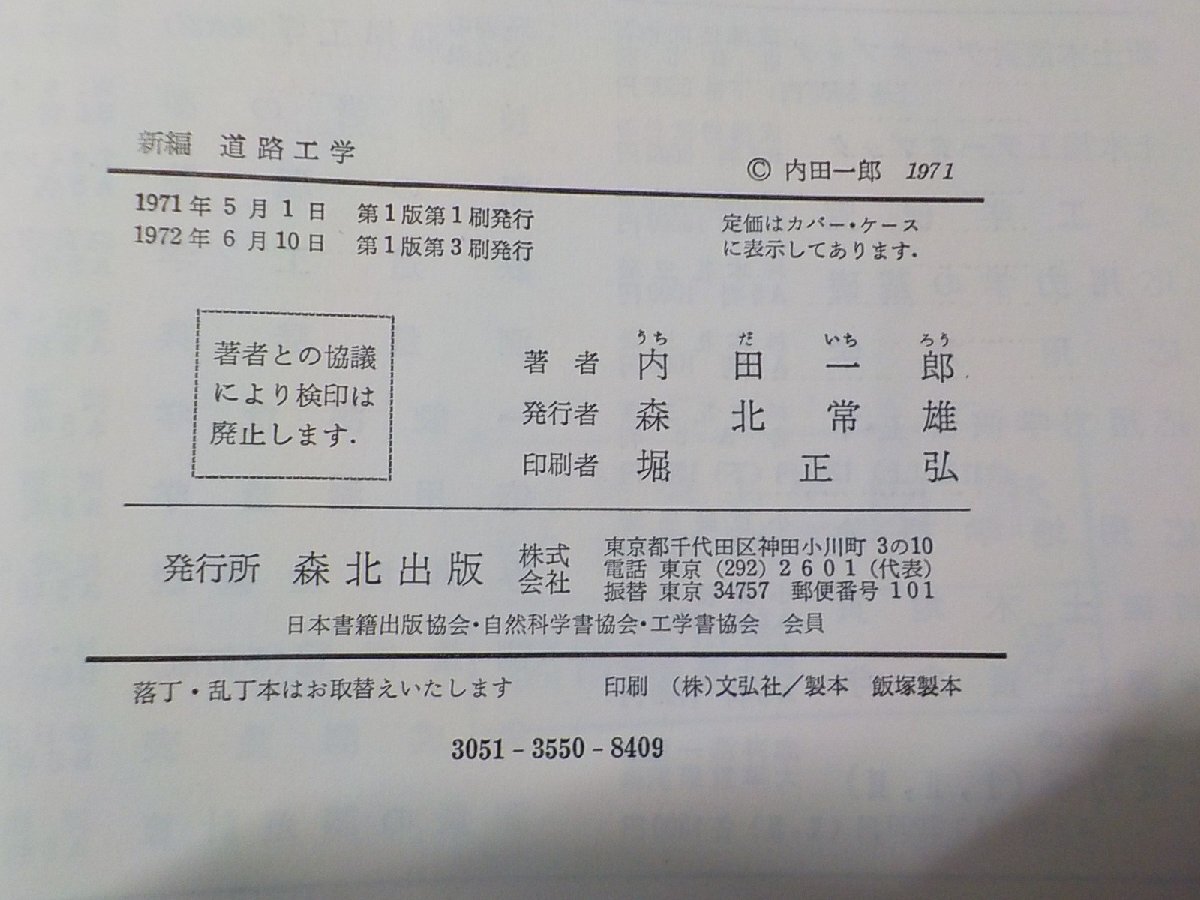 新編 道路工学
© 内田一郎 1971
1971年 5月 1日 第1版第1刷発行
1972年 6月10日 第1版第3刷発行
定価はカバー・ケース
に表示してあります.
著者との協議
により検印は
廃止します.
うち だ いち ろう
著者 内田一郎
発行者 森北常雄
印刷者 堀正弘
発行所 森北出版 株式会社
東京都千代田区神田小川町 3の10
電話 東京 (292) 2601 (代表)
振替 東京 34757 郵便番号 101
日本書籍出版協会・自然科学書協会・工学書協会 会員
落丁・乱丁本はお取替えいたします
印刷 (株)文弘社/製本 飯塚製本
3051-3550-8409